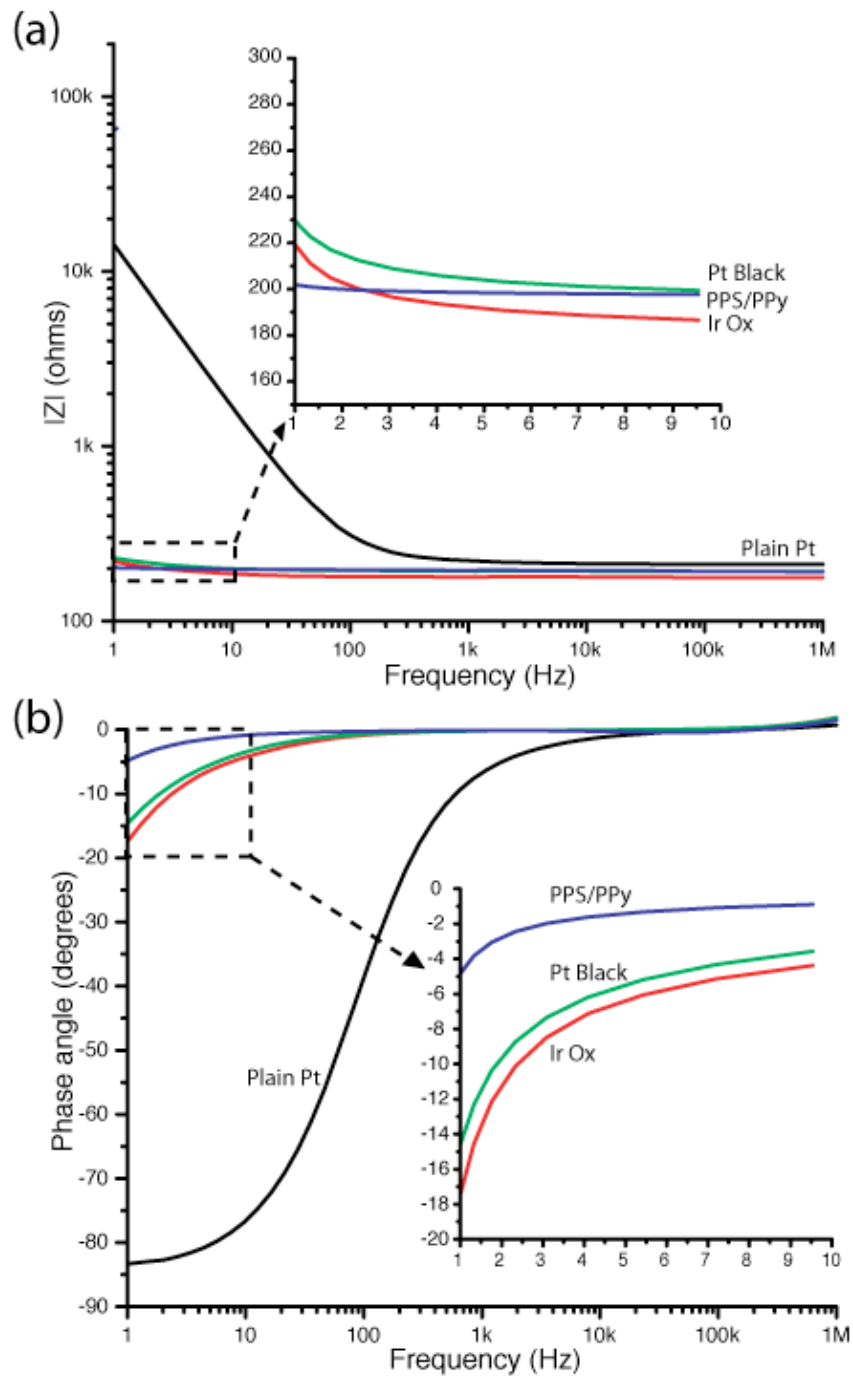 (a)
|Z| (ohms)
100k
10k
1k
100
300
280
260
240
220
200
180
160
1 2 3 4 5 6 7 8 9 10
Pt Black
PPS/PPy
Ir Ox
Plain Pt
1 10 100 1k 10k 100k 1M
Frequency (Hz)
(b)
Phase angle (degrees)
0
-10
-20
-30
-40
-50
-60
-70
-80
-90
Plain Pt
0
-2
-4
-6
-8
-10
-12
-14
-16
-18
-20
PPS/PPy
Pt Black
Ir Ox
1 2 3 4 5 6 7 8 9 10
1 10 100 1k 10k 100k 1M
Frequency (Hz)